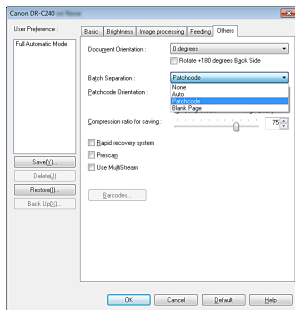 Canon DR-C240 on
User Preference :
Full Automatic Mode
Save(Y)...
Delete(J)
Restore(I)...
Back Up(X)...
Basic Brightness Image processing Feeding Others
Document Orientation :
0 degrees
Rotate +180 degrees Back Side
Batch Separation :
Patchcode
None
Auto
Patchcode
Blank Page
Patchcode Orientation :
Compression ratio for saving :
75
Rapid recovery system
Prescan
Use MultiStream
Barcodes...
OK Cancel Default Help